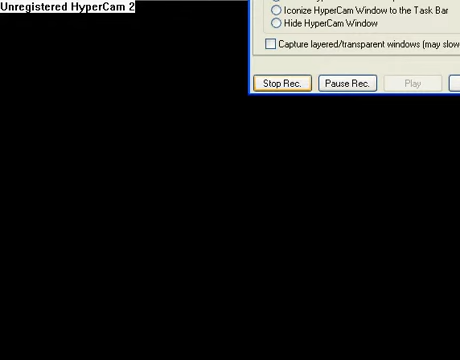 Unregistered HyperCam 2
Iconize HyperCam Window to the Task Bar
Hide HyperCam Window
Capture layered/transparent windows (may slow
Stop Rec.
Pause Rec.
Play